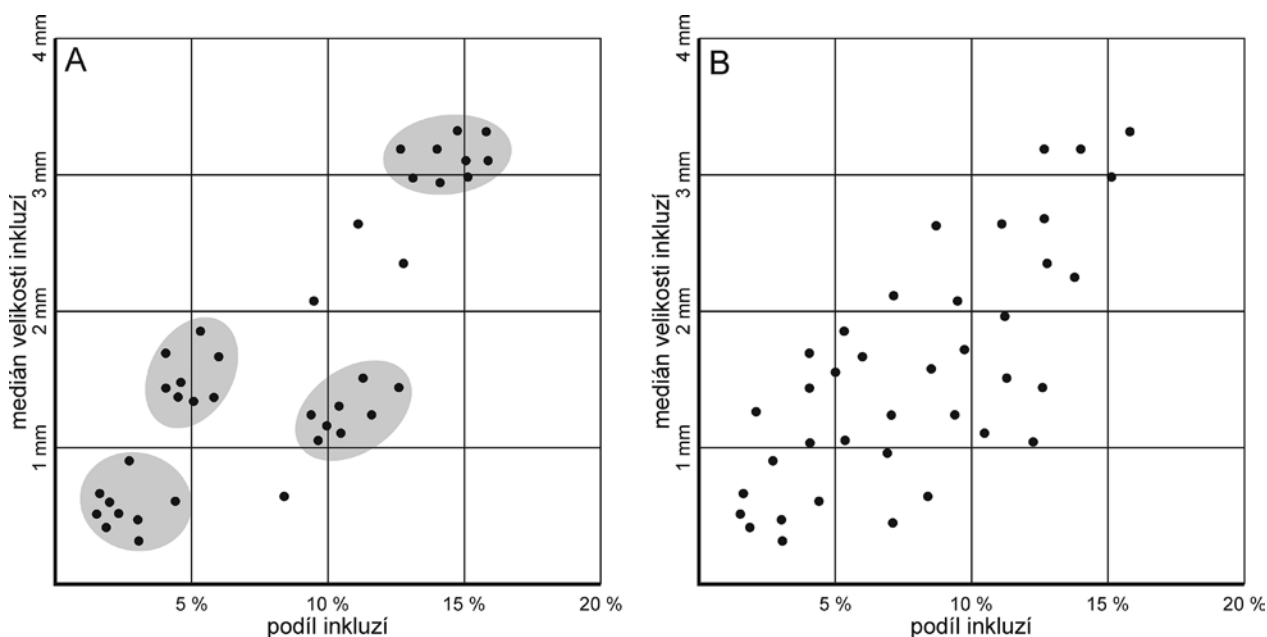 A
4 mm
3 mm
2 mm
1 mm
medián velikosti inkluzí
5 %
10 %
15 %
20 %
podíl inkluzí
B
4 mm
3 mm
2 mm
1 mm
medián velikosti inkluzí
5 %
10 %
15 %
20 %
podíl inkluzí